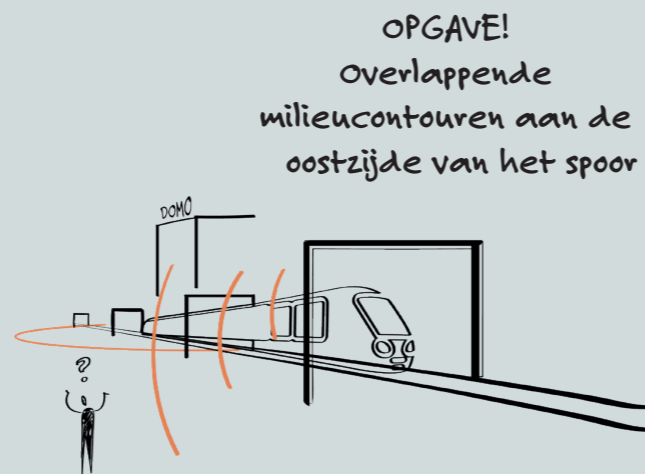 OPGAVE!
Overlappende
milieucontouren aan de
oostzijde van het spoor
DOMO
?